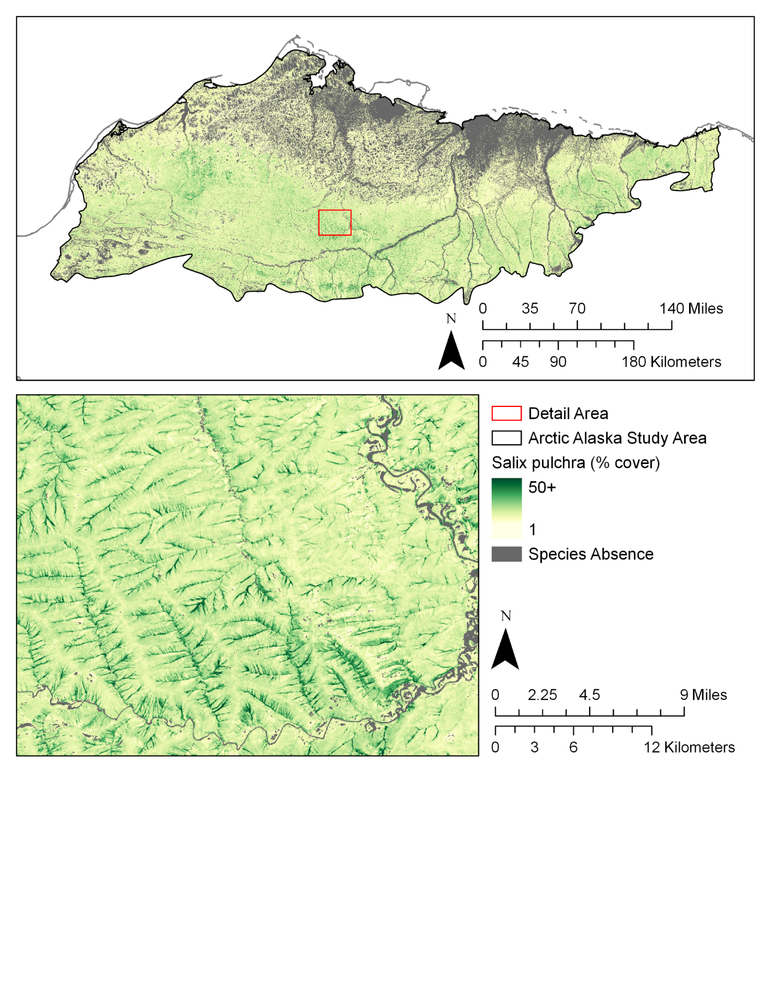 N
0 35 70 140 Miles
0 45 90 180 Kilometers
Detail Area
Arctic Alaska Study Area
Salix pulchra (% cover)
50+
1
Species Absence
N
0 2.25 4.5 9 Miles
0 3 6 12 Kilometers